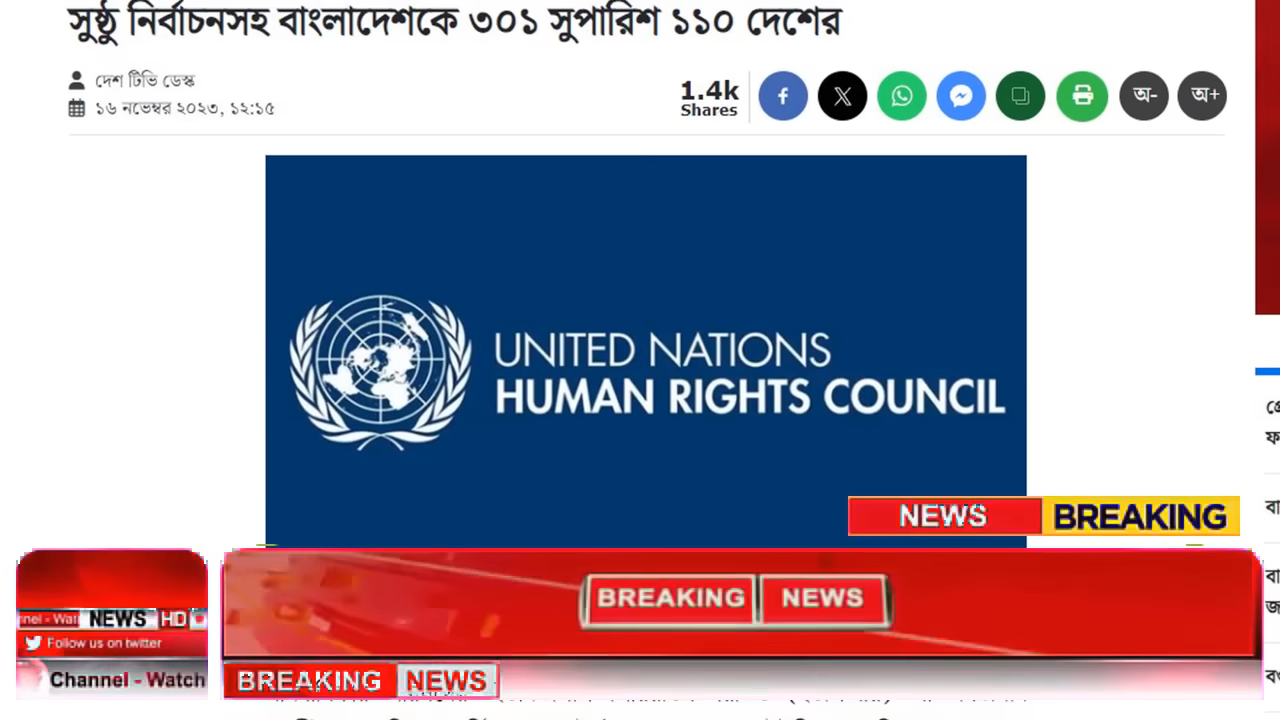 সুষ্ঠু নির্বাচনসহ বাংলাদেশকে ৩০১ সুপারিশ ১১০ দেশের
দেশ টিভি ডেস্ক
১৬ নভেম্বর ২০২৩, ১২:১৫
1.4k
Shares
অ-
অ+
UNITED NATIONS
HUMAN RIGHTS COUNCIL
NEWS BREAKING
BREAKING NEWS
NEWS HD
Follow us on twitter
Channel - Watch
BREAKING NEWS